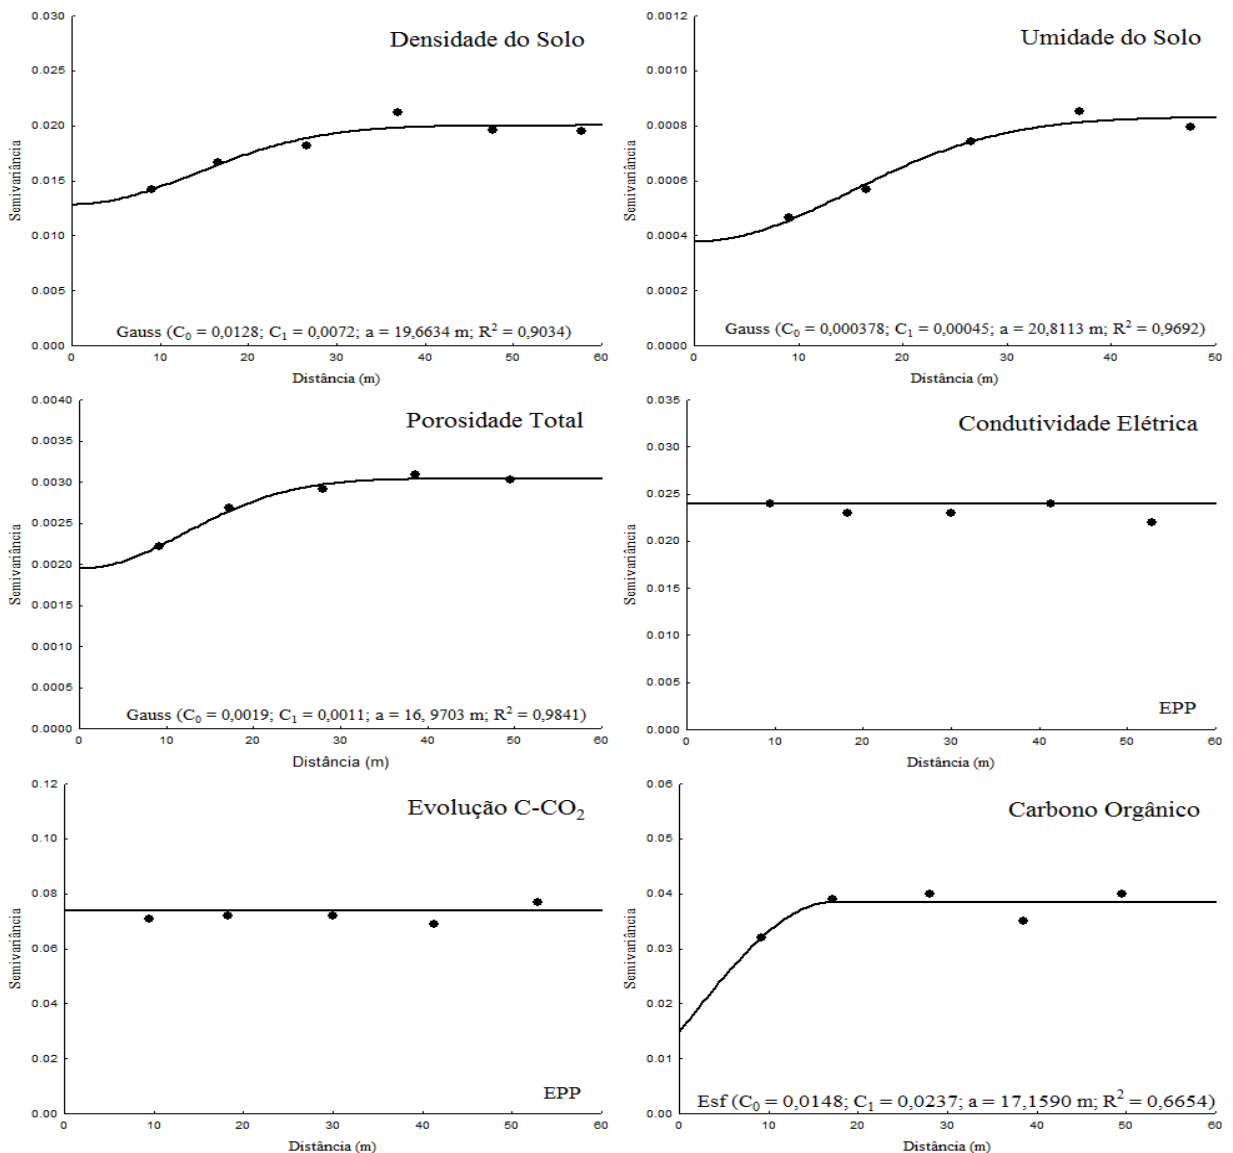 Densidade do Solo
Semivariância
0.030
0.025
0.020
0.015
0.010
0.005
0.000
Gauss (C0 = 0,0128; C1 = 0,0072; a = 19,6634 m; R2 = 0,9034)
0 10 20 30 40 50 60
Distância (m)
Umidade do Solo
Semivariância
0.0012
0.0010
0.0008
0.0006
0.0004
0.0002
0.0000
Gauss (C0 = 0,000378; C1 = 0,00045; a = 20,8113 m; R2 = 0,9692)
0 10 20 30 40 50
Distância (m)
Porosidade Total
Semivariância
0.0040
0.0035
0.0030
0.0025
0.0020
0.0015
0.0010
0.0005
0.0000
Gauss (C0 = 0,0019; C1 = 0,0011; a = 16, 9703 m; R2 = 0,9841)
0 10 20 30 40 50 60
Distância (m)
Condutividade Elétrica
Semivariância
0.035
0.030
0.025
0.020
0.015
0.010
0.005
0.000
EPP
0 10 20 30 40 50 60
Distância (m)
Evolução C-CO2
Semivariância
0.12
0.10
0.08
0.06
0.04
0.02
0.00
EPP
0 10 20 30 40 50 60
Distância (m)
Carbono Orgânico
Semivariância
0.06
0.05
0.04
0.03
0.02
0.01
0.00
Esf (C0 = 0,0148; C1 = 0,0237; a = 17,1590 m; R2 = 0,6654)
0 10 20 30 40 50 60
Distância (m)